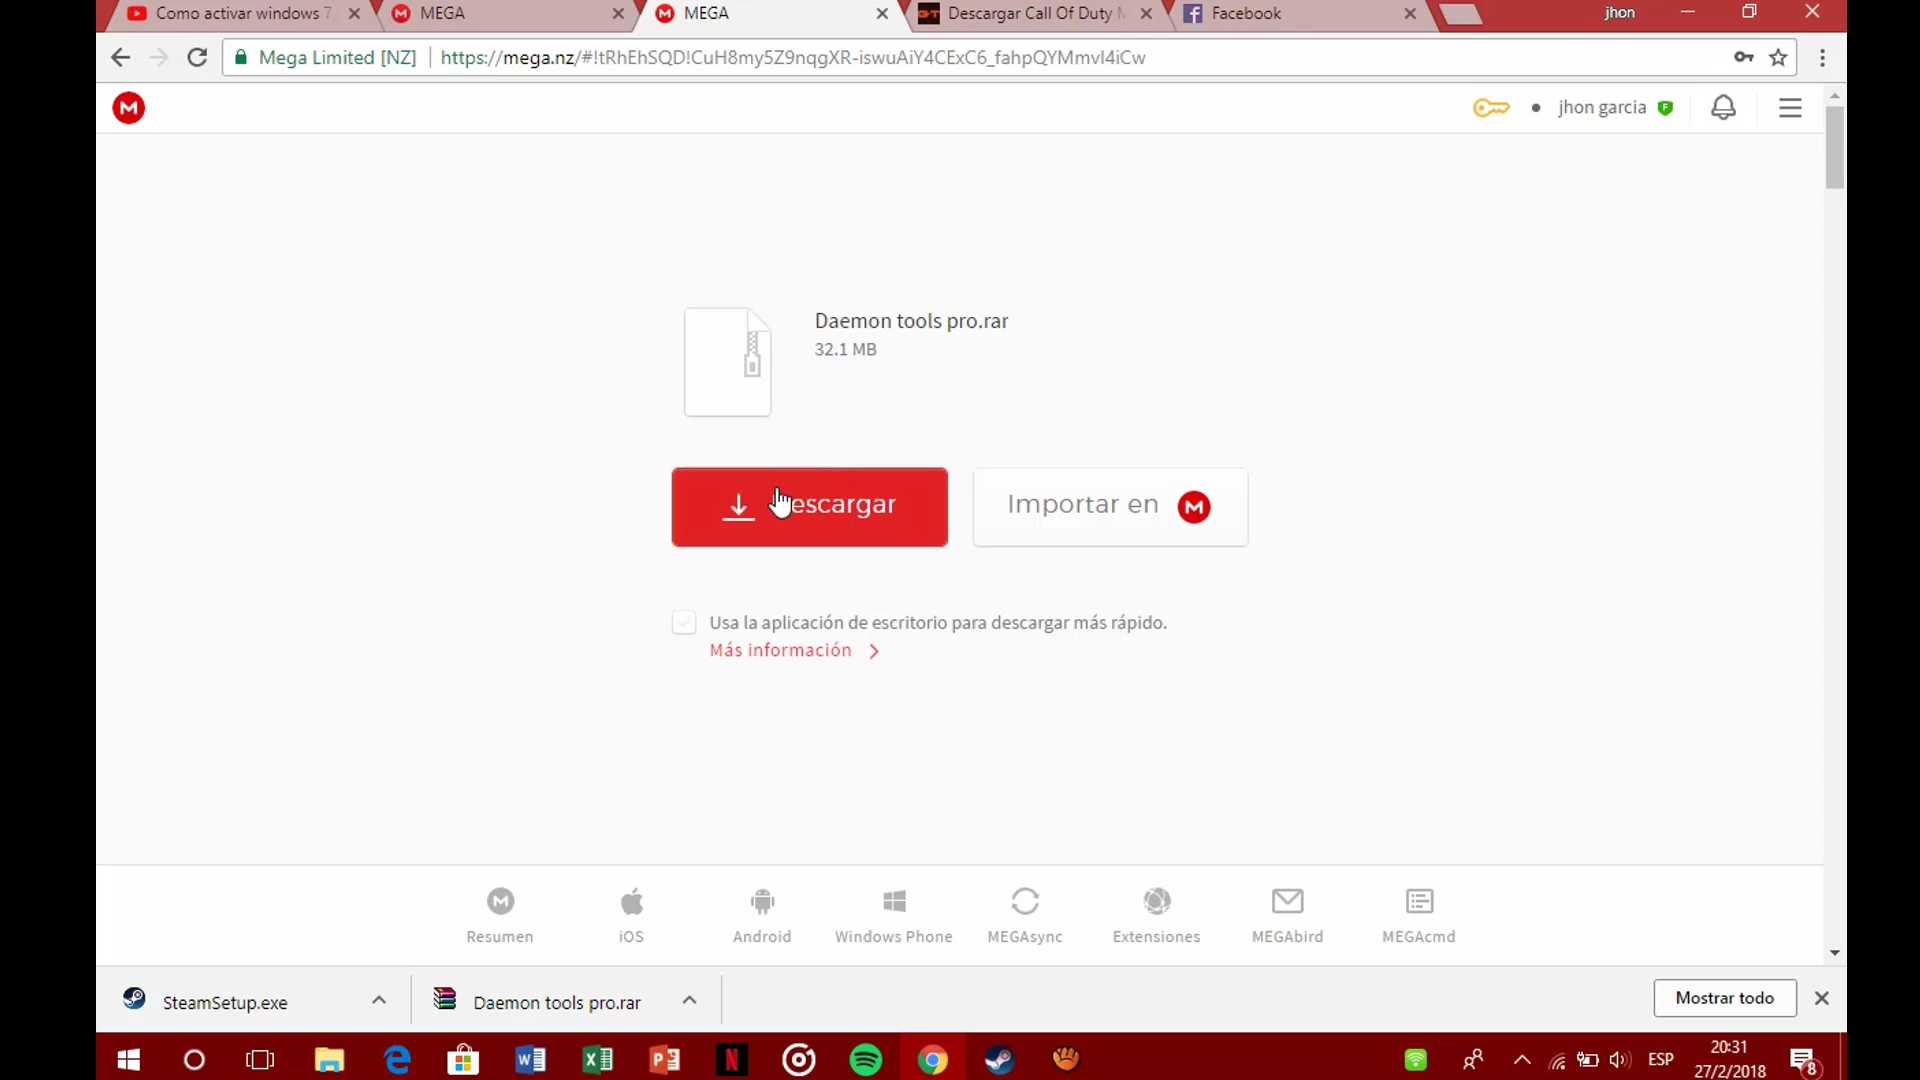 Como activar windows 7
MEGA
MEGA
Descargar Call Of Duty M
Facebook
jhon
Mega Limited [NZ]
https://mega.nz/#!tRhEhSQD!CuH8my5Z9nqgXR-iswuAiY4CExC6_fahpQYMmvl4iCw
jhon garcia
Daemon tools pro.rar
32.1 MB
escargar
Importar en
Usa la aplicación de escritorio para descargar más rápido.
Más información
Resumen
iOS
Android
Windows Phone
MEGAsync
Extensiones
MEGAbird
MEGAcmd
SteamSetup.exe
Daemon tools pro.rar
Mostrar todo
ESP
20:31
27/2/2018
8